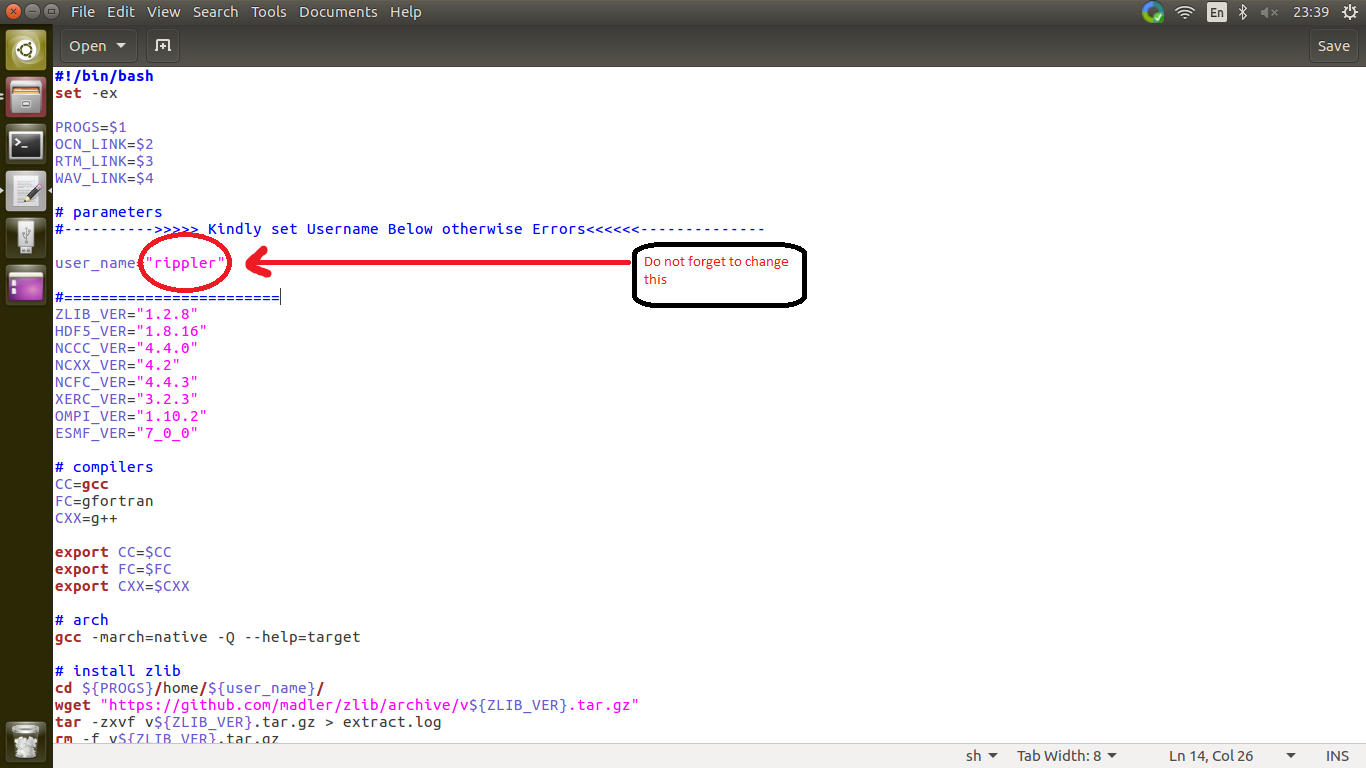 File Edit View Search Tools Documents Help
En 23:39
Open
Save
#!/bin/bash
set -ex
PROGS=$1
OCN_LINK=$2
RTM_LINK=$3
WAV_LINK=$4
# parameters
#---------->>>>> Kindly set Username Below otherwise Errors<<<<<<--------------
user_name="rippler"
Do not forget to change
this
#========================
ZLIB_VER="1.2.8"
HDF5_VER="1.8.16"
NCCC_VER="4.4.0"
NCXX_VER="4.2"
NCFC_VER="4.4.3"
XERC_VER="3.2.3"
OMPI_VER="1.10.2"
ESMF_VER="7_0_0"
# compilers
CC=gcc
FC=gfortran
CXX=g++
export CC=$CC
export FC=$FC
export CXX=$CXX
# arch
gcc -march=native -Q --help=target
# install zlib
cd ${PROGS}/home/${user_name}/
wget "https://github.com/madler/zlib/archive/v${ZLIB_VER}.tar.gz"
tar -zxvf v${ZLIB_VER}.tar.gz > extract.log
rm -f v${ZLIB_VER}.tar.gz
sh Tab Width: 8 Ln 14, Col 26 INS